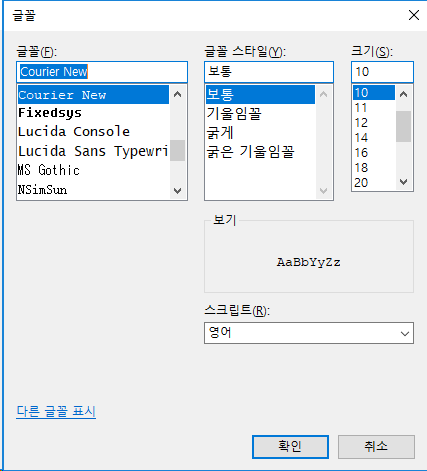 글꼴
글꼴(F):
Courier New
Courier New
Fixedsys
Lucida Console
Lucida Sans Typewri
MS Gothic
NSimSun
글꼴 스타일(Y):
보통
보통
기울임꼴
굵게
굵은 기울임꼴
크기(S):
10
10
11
12
14
16
18
20
보기
AaBbYyZz
스크립트(R):
영어
다른 글꼴 표시
확인
취소